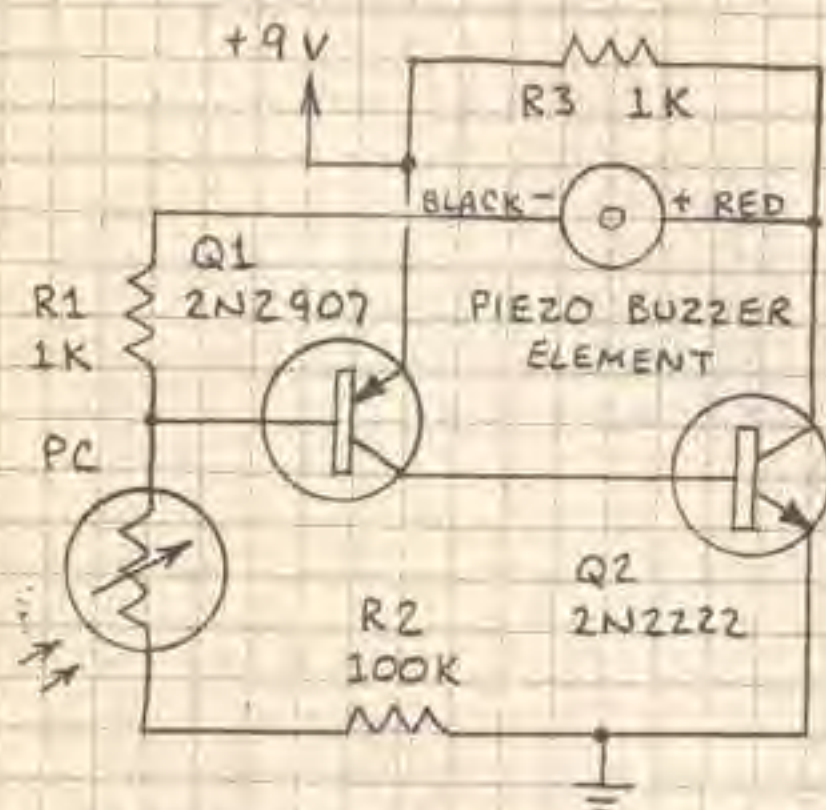 +9V
R3 1K
BLACK - + RED
Q1
2N2907
R1
1K
PIEZO BUZZER
ELEMENT
PC
Q2
2N2222
R2
100K